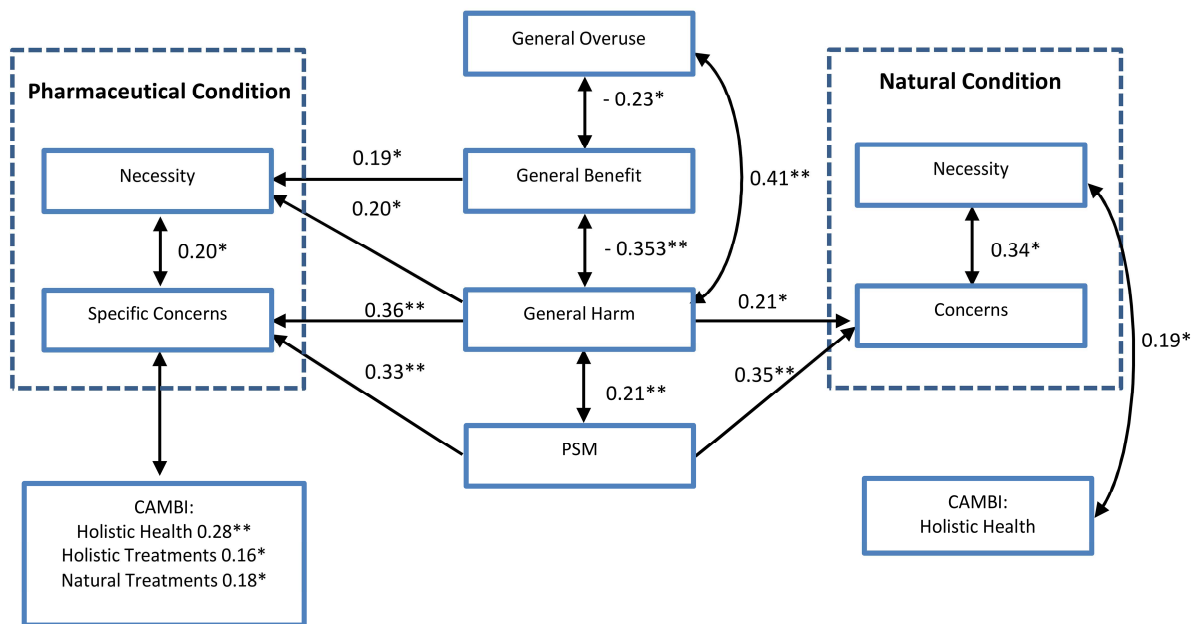 General Overuse
Pharmaceutical Condition
Natural Condition
- 0.23*
0.19*
0.41**
Necessity
General Benefit
Necessity
0.20*
0.20*
- 0.353**
0.34*
Specific Concerns
0.36**
General Harm
0.21*
Concerns
0.19*
0.33**
0.21**
0.35**
PSM
CAMBI:
Holistic Health 0.28**
Holistic Treatments 0.16*
Natural Treatments 0.18*
CAMBI:
Holistic Health